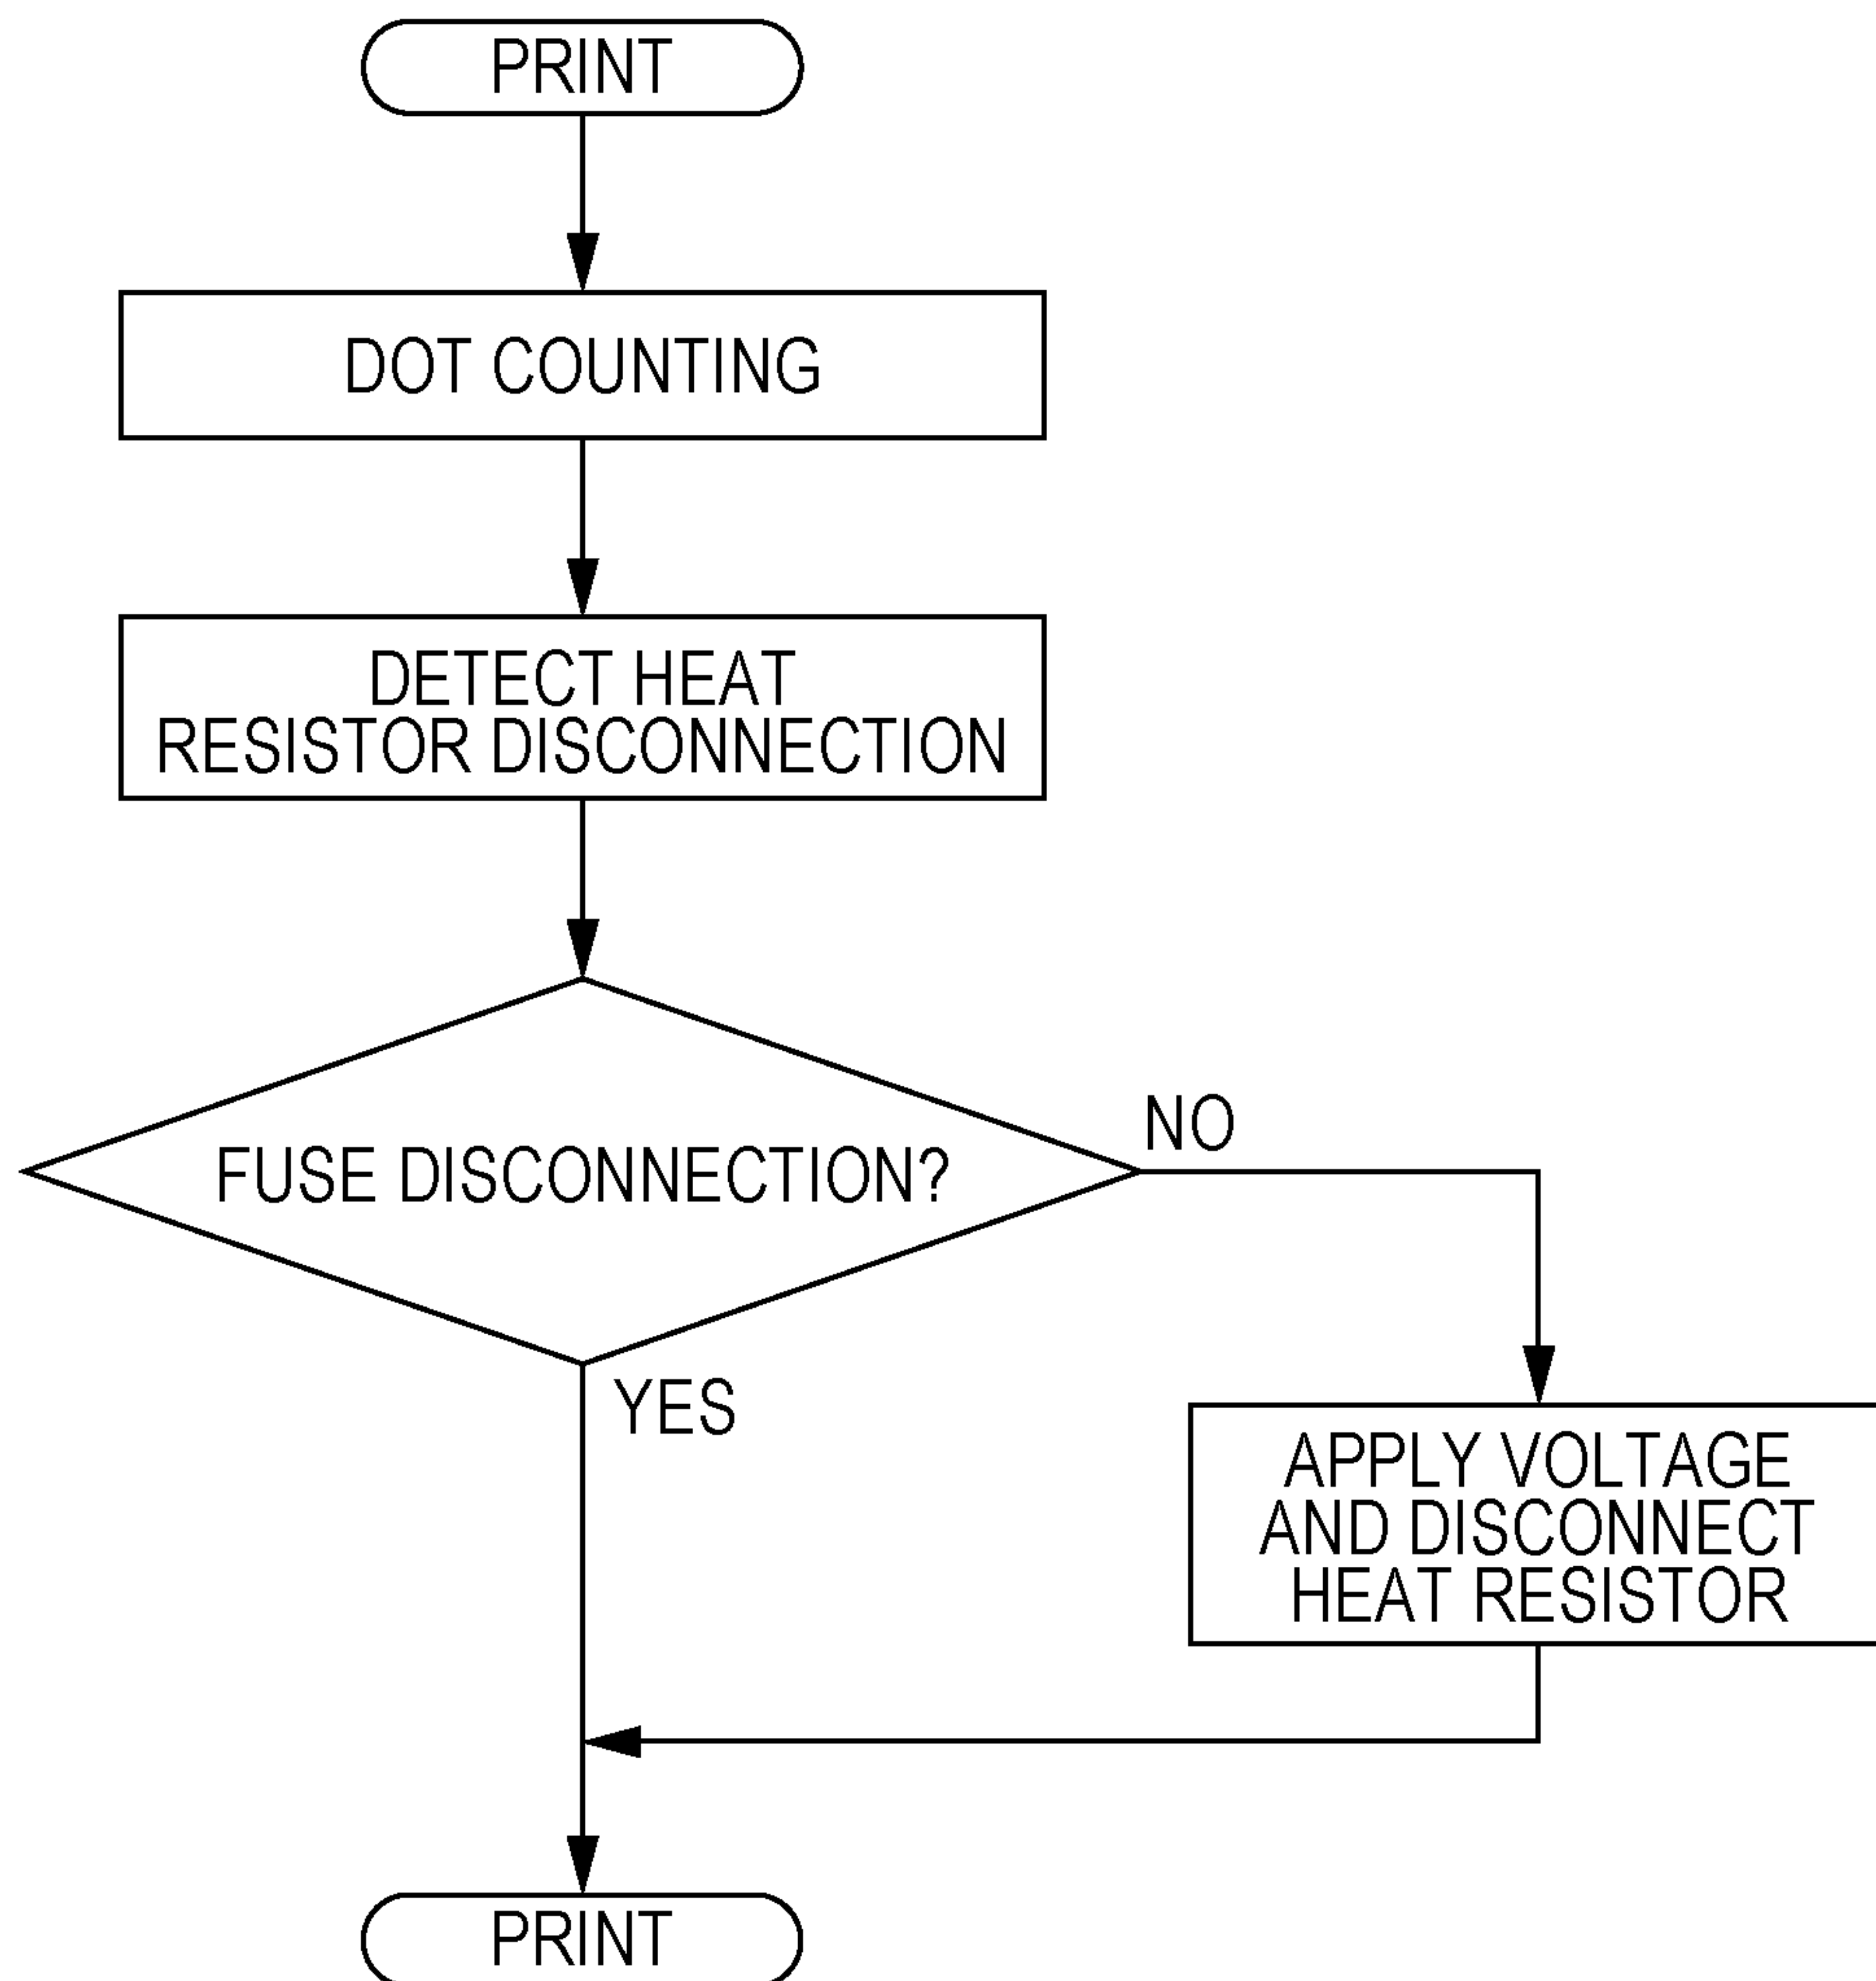 PRINT
DOT COUNTING
DETECT HEAT
RESISTOR DISCONNECTION
FUSE DISCONNECTION?
NO
YES
APPLY VOLTAGE
AND DISCONNECT
HEAT RESISTOR
PRINT